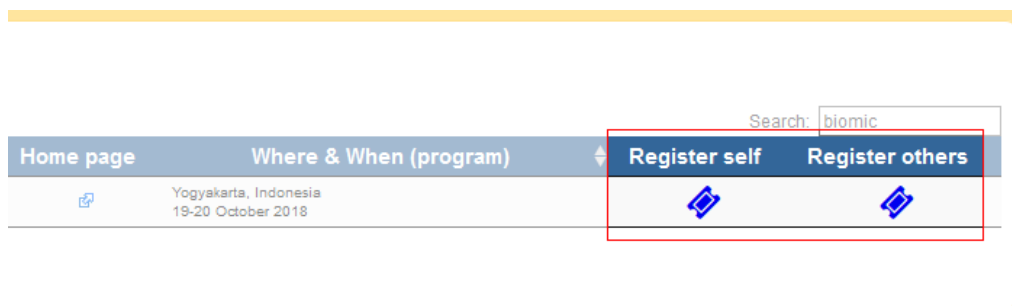 Search: biomic
Home page Where & When (program) Register self Register others
Yogyakarta, Indonesia
19-20 October 2018